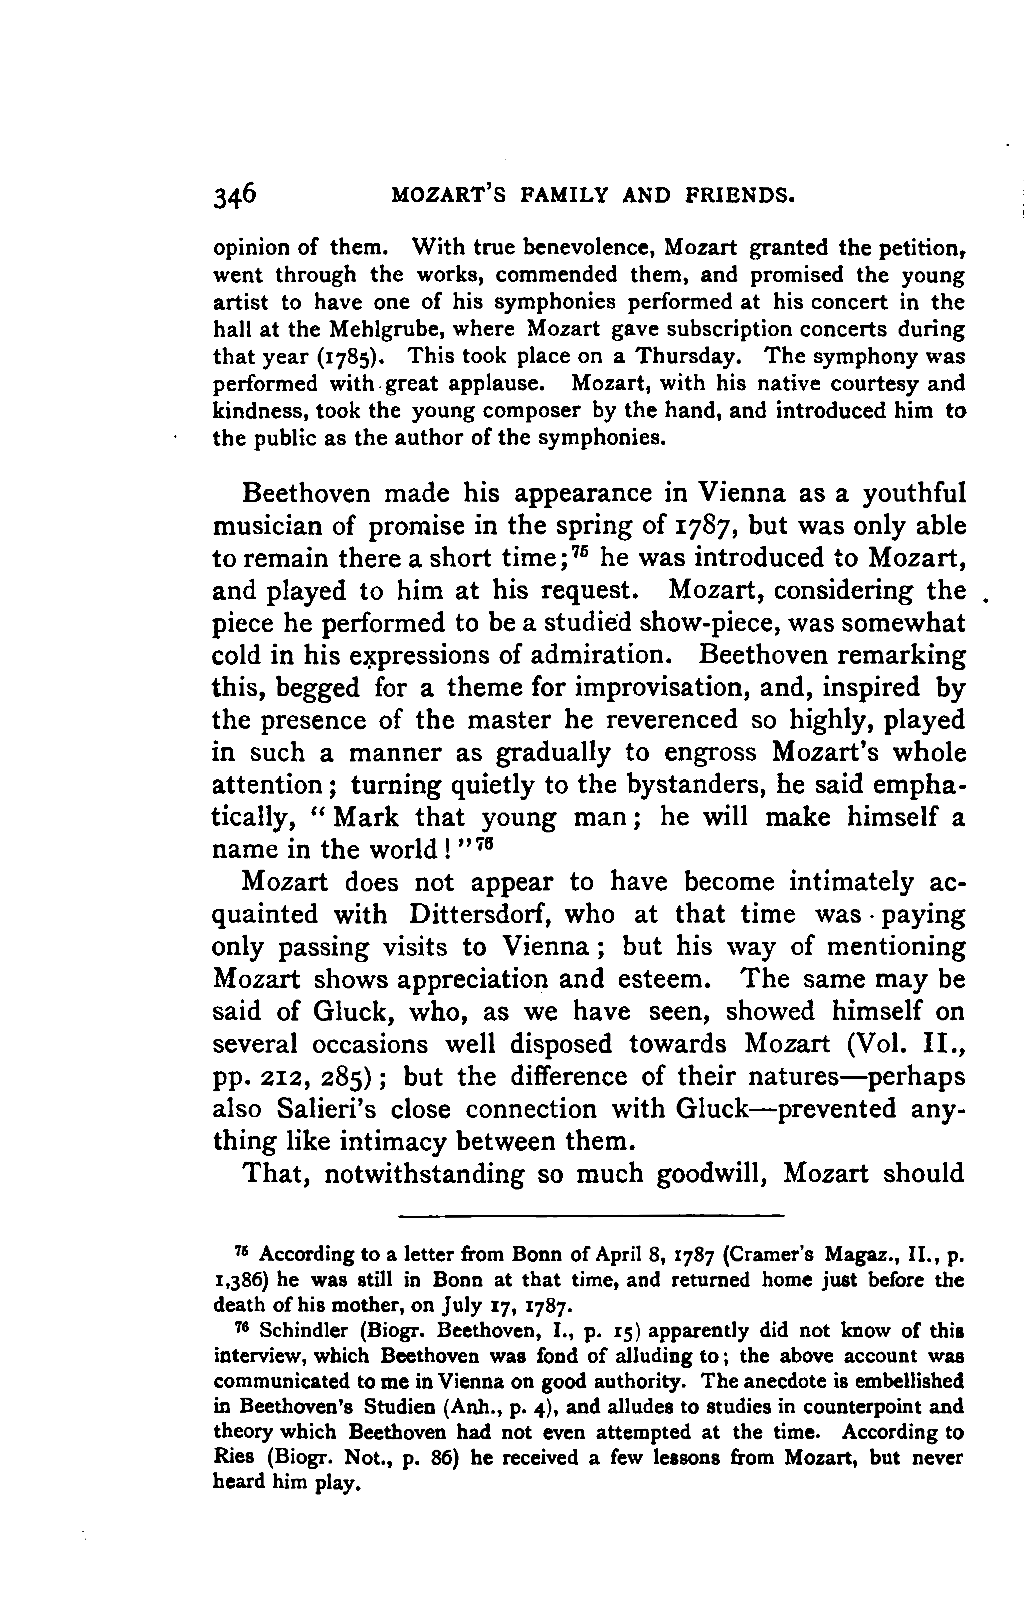 346 MOZART'S FAMILY AND FRIENDS.
opinion of them. With true benevolence, Mozart granted the petition,
went through the works, commended them, and promised the young
artist to have one of his symphonies performed at his concert in the
hall at the Mehlgrube, where Mozart gave subscription concerts during
that year (1785). This took place on a Thursday. The symphony was
performed with great applause. Mozart, with his native courtesy and
kindness, took the young composer by the hand, and introduced him to
the public as the author of the symphonies.
Beethoven made his appearance in Vienna as a youthful
musician of promise in the spring of 1787, but was only able
to remain there a short time;⁷⁵ he was introduced to Mozart,
and played to him at his request. Mozart, considering the
piece he performed to be a studied show-piece, was somewhat
cold in his expressions of admiration. Beethoven remarking
this, begged for a theme for improvisation, and, inspired by
the presence of the master he reverenced so highly, played
in such a manner as gradually to engross Mozart's whole
attention; turning quietly to the bystanders, he said empha-
tically, "Mark that young man; he will make himself a
name in the world!"⁷⁶
Mozart does not appear to have become intimately ac-
quainted with Dittersdorf, who at that time was paying
only passing visits to Vienna; but his way of mentioning
Mozart shows appreciation and esteem. The same may be
said of Gluck, who, as we have seen, showed himself on
several occasions well disposed towards Mozart (Vol. II.,
pp. 212, 285); but the difference of their natures—perhaps
also Salieri's close connection with Gluck—prevented any-
thing like intimacy between them.
That, notwithstanding so much goodwill, Mozart should
⁷⁵ According to a letter from Bonn of April 8, 1787 (Cramer's Magaz., II., p.
1,386) he was still in Bonn at that time, and returned home just before the
death of his mother, on July 17, 1787.
⁷⁶ Schindler (Biogr. Beethoven, I., p. 15) apparently did not know of this
interview, which Beethoven was fond of alluding to; the above account was
communicated to me in Vienna on good authority. The anecdote is embellished
in Beethoven's Studien (Anh., p. 4), and alludes to studies in counterpoint and
theory which Beethoven had not even attempted at the time. According to
Ries (Biogr. Not., p. 86) he received a few lessons from Mozart, but never
heard him play.